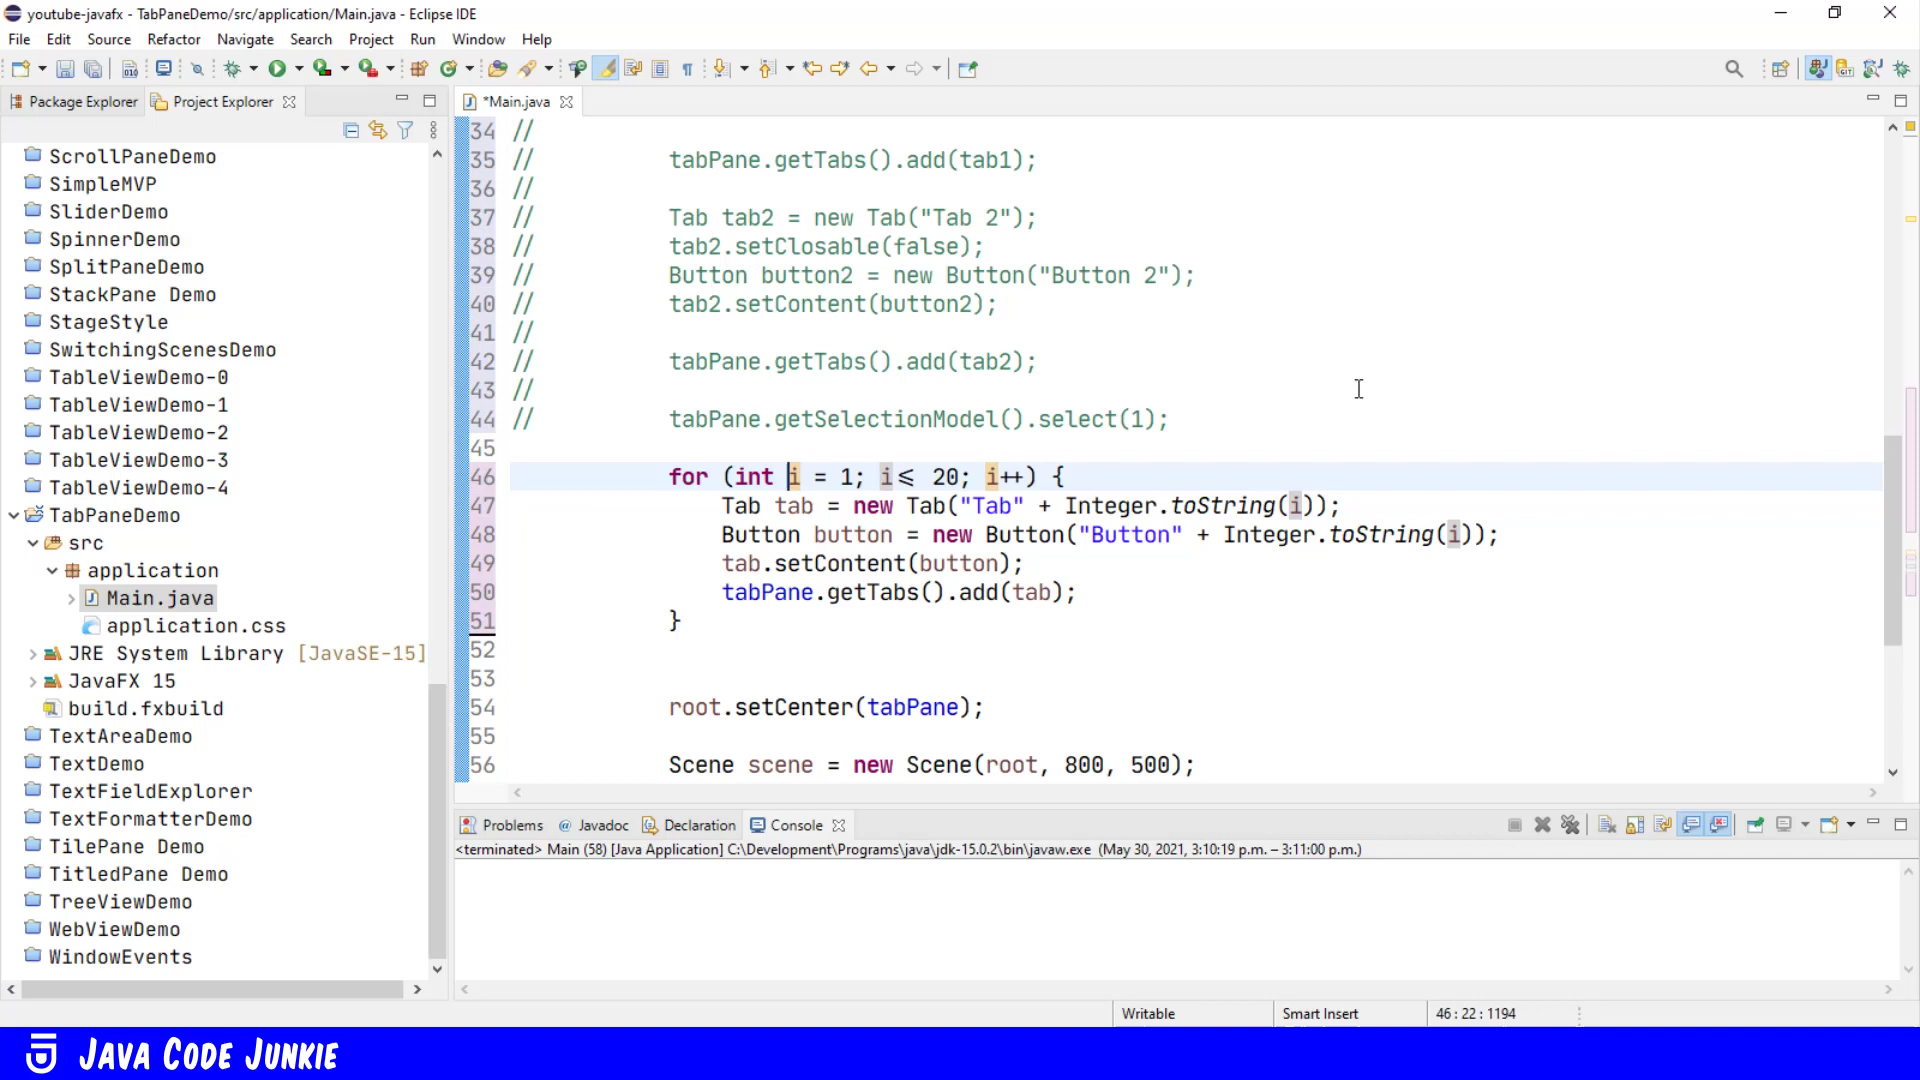 youtube-javafx - TabPaneDemo/src/application/Main.java - Eclipse IDE
File Edit Source Refactor Navigate Search Project Run Window Help
Package Explorer Project Explorer
*Main.java
ScrollPaneDemo
SimpleMVP
SliderDemo
SpinnerDemo
SplitPaneDemo
StackPane Demo
StageStyle
SwitchingScenesDemo
TableViewDemo-0
TableViewDemo-1
TableViewDemo-2
TableViewDemo-3
TableViewDemo-4
TabPaneDemo
src
application
Main.java
application.css
JRE System Library [JavaSE-15]
JavaFX 15
build.fxbuild
TextAreaDemo
TextDemo
TextFieldExplorer
TextFormatterDemo
TilePane Demo
TitledPane Demo
TreeViewDemo
WebViewDemo
WindowEvents
34 //
35 // tabPane.getTabs().add(tab1);
36 //
37 // Tab tab2 = new Tab("Tab 2");
38 // tab2.setClosable(false);
39 // Button button2 = new Button("Button 2");
40 // tab2.setContent(button2);
41 //
42 // tabPane.getTabs().add(tab2);
43 //
44 // tabPane.getSelectionModel().select(1);
45
46 for (int i = 1; i<= 20; i++) {
47 Tab tab = new Tab("Tab" + Integer.toString(i));
48 Button button = new Button("Button" + Integer.toString(i));
49 tab.setContent(button);
50 tabPane.getTabs().add(tab);
51 }
52
53
54 root.setCenter(tabPane);
55
56 Scene scene = new Scene(root, 800, 500);
Problems @ Javadoc Declaration Console
<terminated> Main (58) [Java Application] C:\Development\Programs\java\jdk-15.0.2\bin\javaw.exe (May 30, 2021, 3:10:19 p.m. – 3:11:00 p.m.)
Writable Smart Insert 46 : 22 : 1194
JAVA CODE JUNKIE